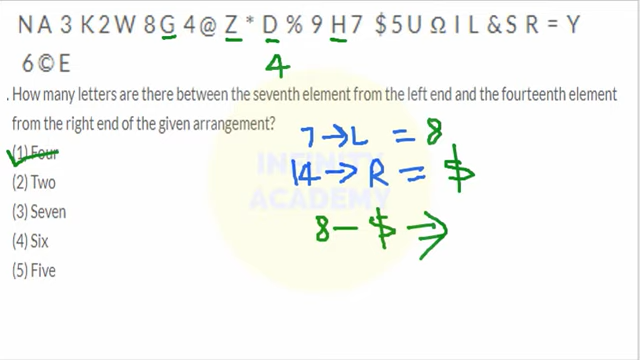 N A 3 K 2 W 8 G 4 @ Z * D % 9 H 7 $ 5 U Ω I L & S R = Y
6 © E
4
. How many letters are there between the seventh element from the left end and the fourteenth element
from the right end of the given arrangement?
(1) Four
(2) Two
(3) Seven
(4) Six
(5) Five
7 → L = 8
14 → R = $
8 – $ →
INFINITY
ACADEMY